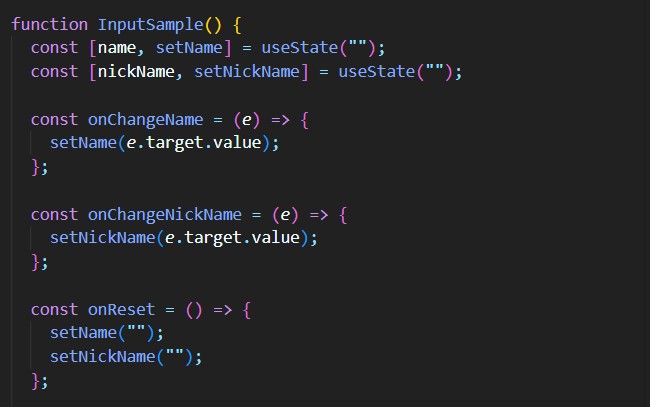 function InputSample() {
  const [name, setName] = useState("");
  const [nickName, setNickName] = useState("");

  const onChangeName = (e) => {
    setName(e.target.value);
  };

  const onChangeNickName = (e) => {
    setNickName(e.target.value);
  };

  const onReset = () => {
    setName("");
    setNickName("");
  };